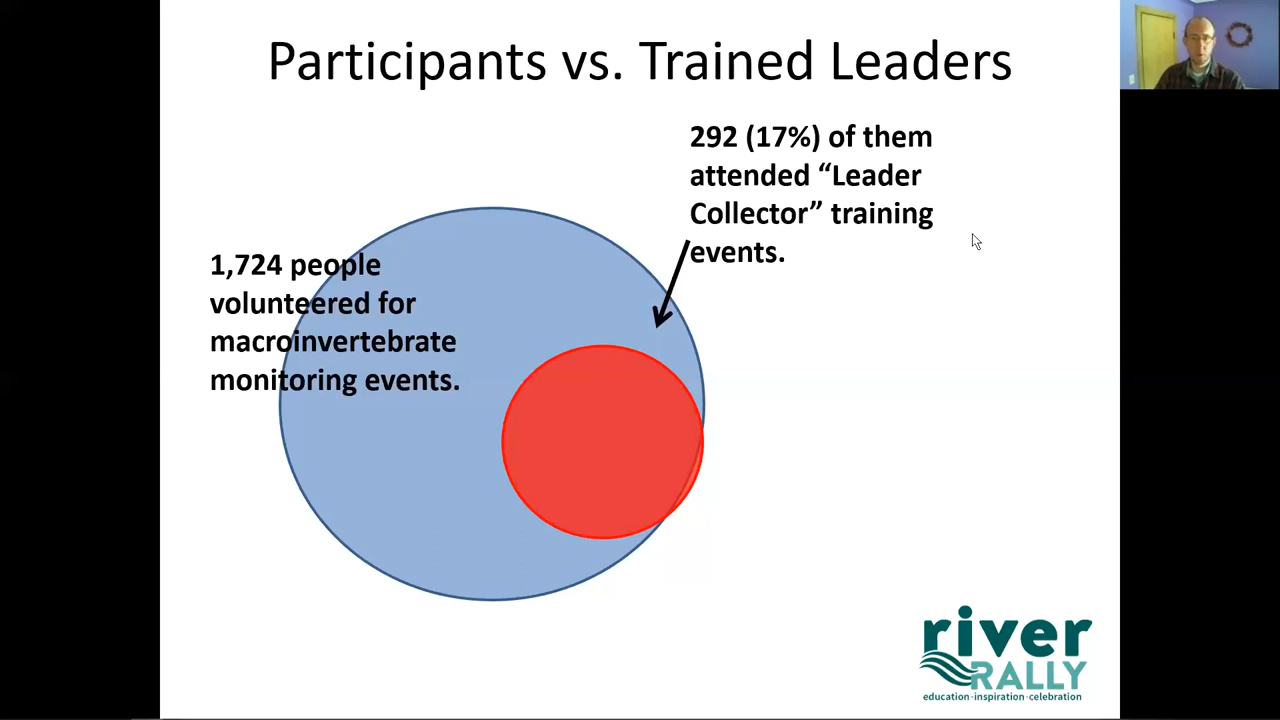 Participants vs. Trained Leaders
292 (17%) of them
attended “Leader
Collector” training
events.
1,724 people
volunteered for
macroinvertebrate
monitoring events.
river
RALLY
education·inspiration·celebration